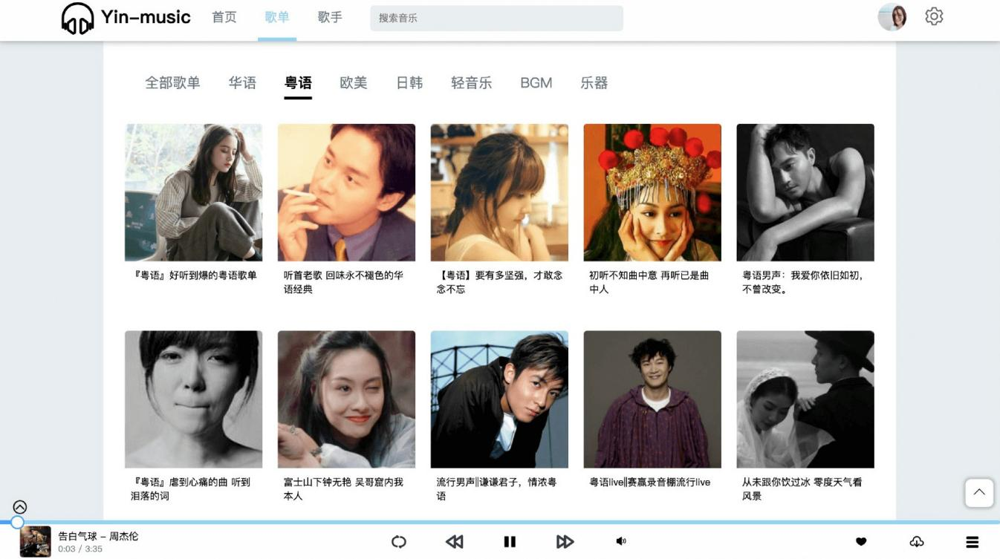 Yin-music
首页
歌单
歌手
搜索音乐
全部歌单
华语
粤语
欧美
日韩
轻音乐
BGM
乐器
『粤语』好听到爆的粤语歌单
听首老歌 回味永不褪色的华
语经典
【粤语】要有多坚强，才敢念
念不忘
初听不知曲中意 再听已是曲
中人
粤语男声：我爱你依旧如初，
不曾改变。
『粤语』虐到心痛的曲 听到
泪落的词
富士山下钟无艳 吴哥窟内我
本人
流行男声||谦谦君子，情浓粤
语
粤语live||赛赢录音棚流行live
从未跟你饮过冰 零度天气看
风景
告白气球 – 周杰伦
0:03 / 3:35